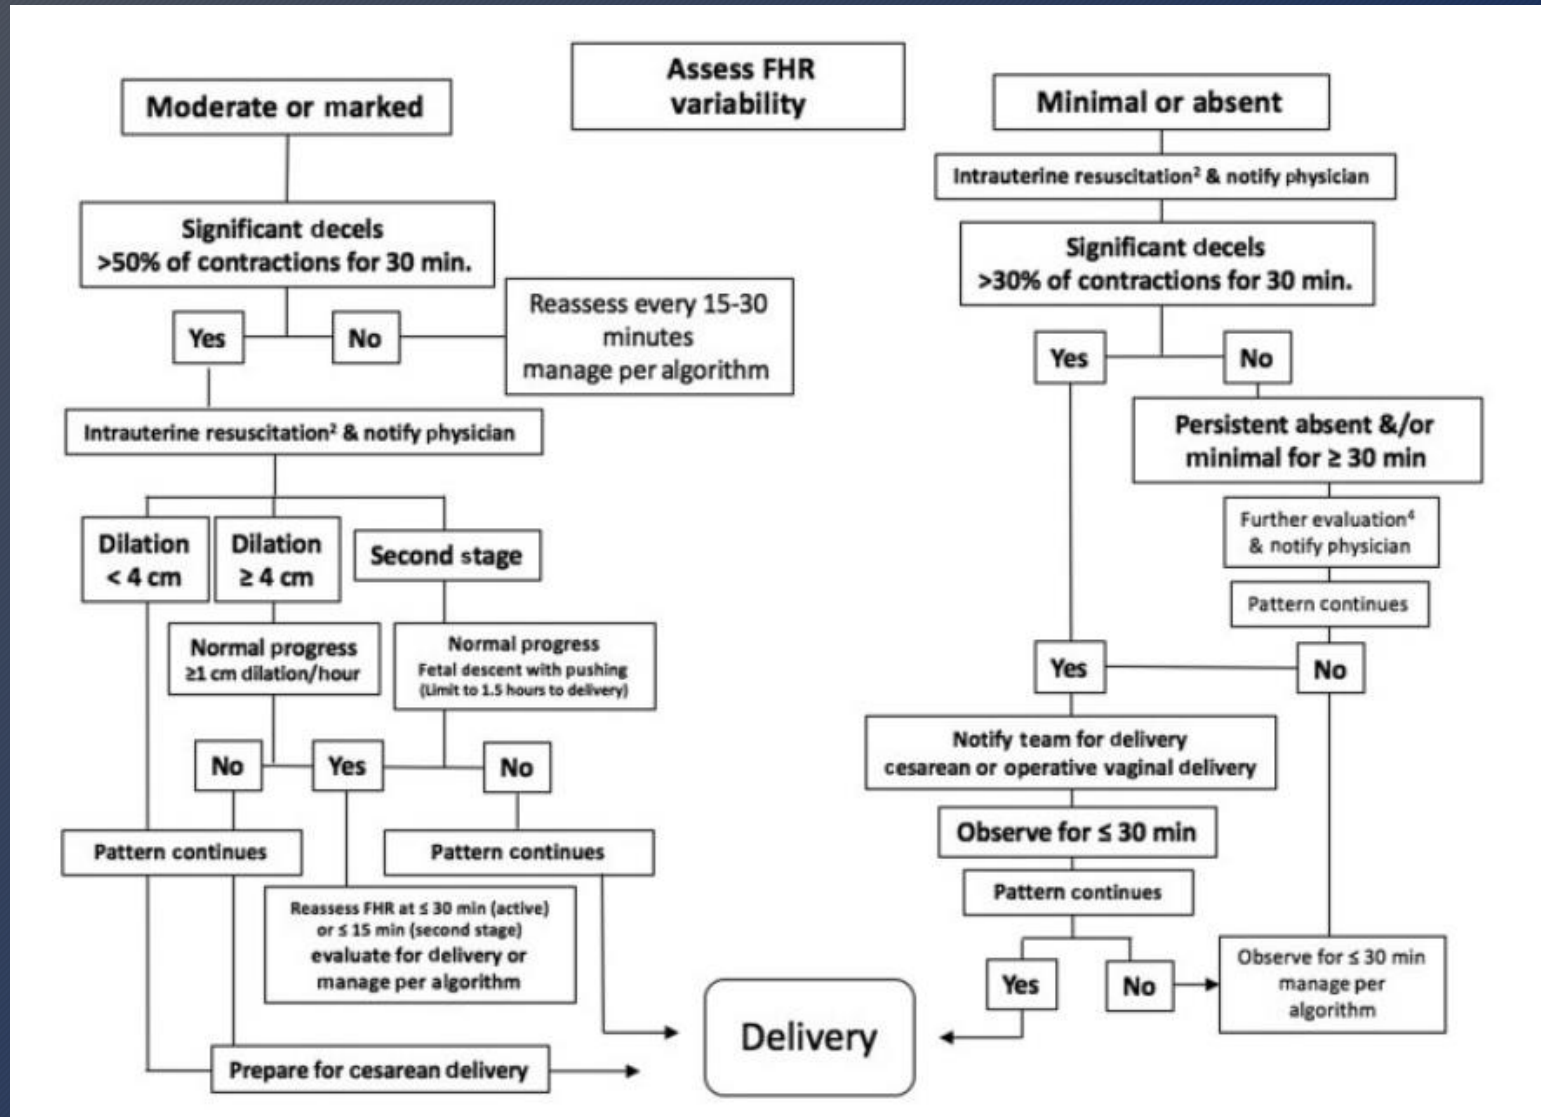 Assess FHR
variability
Moderate or marked
Significant decels
>50% of contractions for 30 min.
Yes
No
Reassess every 15-30
minutes
manage per algorithm
Intrauterine resuscitation² & notify physician
Dilation
< 4 cm
Dilation
≥ 4 cm
Second stage
Normal progress
≥1 cm dilation/hour
Normal progress
Fetal descent with pushing
(Limit to 1.5 hours to delivery)
No
Yes
No
Pattern continues
Pattern continues
Reassess FHR at ≤ 30 min (active)
or ≤ 15 min (second stage)
evaluate for delivery or
manage per algorithm
Prepare for cesarean delivery
Delivery
Minimal or absent
Intrauterine resuscitation² & notify physician
Significant decels
>30% of contractions for 30 min.
Yes
No
Persistent absent &/or
minimal for ≥ 30 min
Further evaluation⁴
& notify physician
Pattern continues
Yes
No
Notify team for delivery
cesarean or operative vaginal delivery
Observe for ≤ 30 min
Pattern continues
Yes
No
Observe for ≤ 30 min
manage per
algorithm